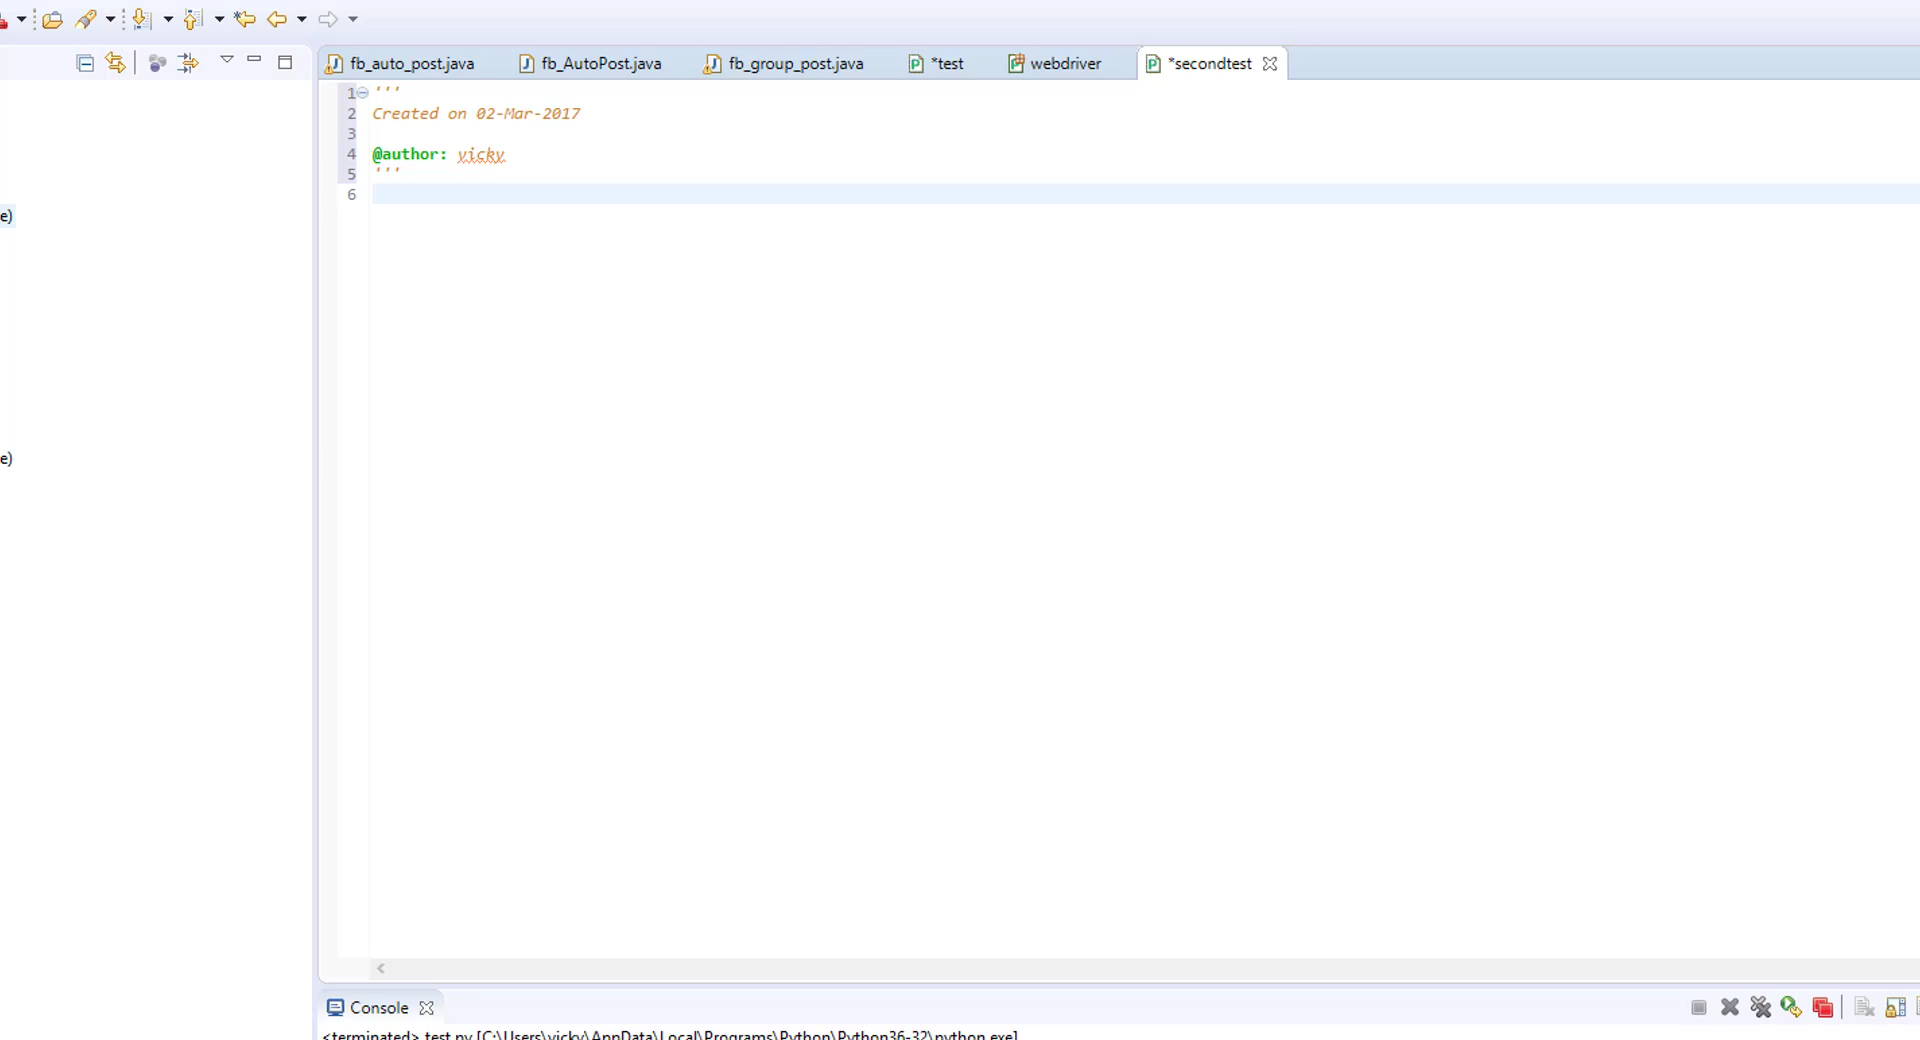 fb_auto_post.java fb_AutoPost.java fb_group_post.java *test webdriver *secondtest
1 '''
2 Created on 02-Mar-2017
3
4 @author: vicky
5 '''
6
e)
e)
Console
<terminated> test.py [C:\Users\vicky\AppData\Local\Programs\Python\Python36-32\python.exe]